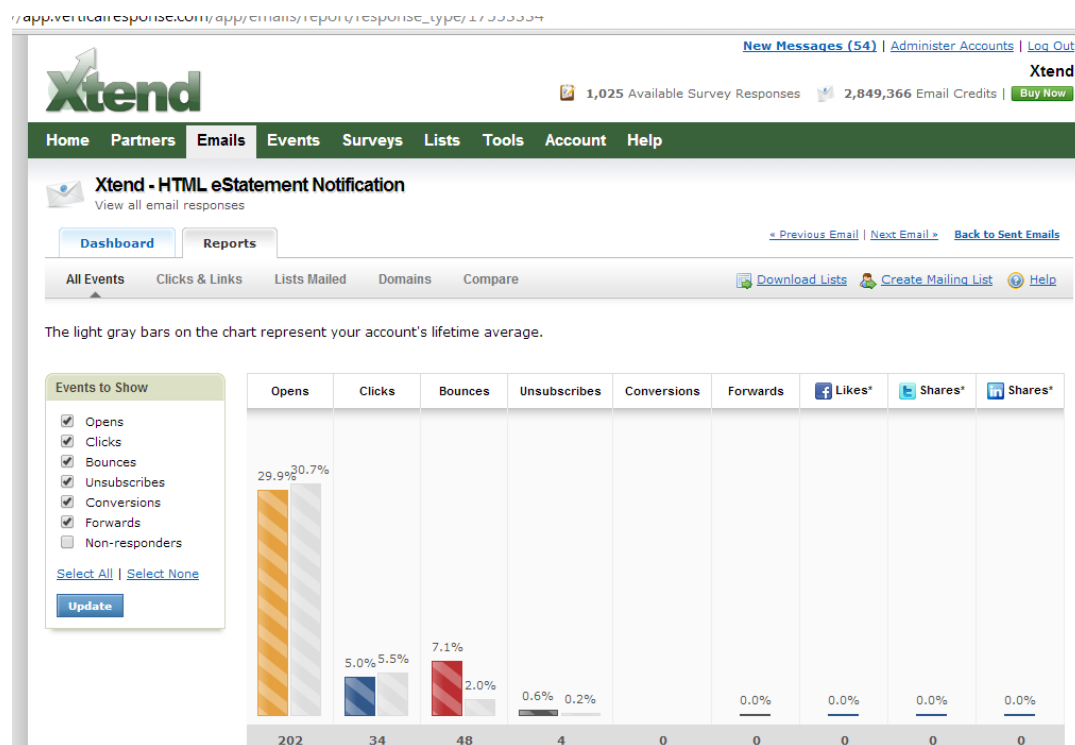 /app.verticalresponse.com/app/emails/report/response_type/17553334
New Messages (54) | Administer Accounts | Log Out
Xtend
Xtend
1,025 Available Survey Responses 2,849,366 Email Credits | Buy Now
Home Partners Emails Events Surveys Lists Tools Account Help
Xtend - HTML eStatement Notification
View all email responses
Dashboard Reports
« Previous Email | Next Email » Back to Sent Emails
All Events Clicks & Links Lists Mailed Domains Compare
Download Lists Create Mailing List Help
The light gray bars on the chart represent your account's lifetime average.
Events to Show
Opens
Clicks
Bounces
Unsubscribes
Conversions
Forwards
Non-responders
Select All | Select None
Update
Opens Clicks Bounces Unsubscribes Conversions Forwards Likes* Shares* Shares*
29.9% 30.7%
5.0% 5.5%
7.1%
2.0%
0.6% 0.2%
0.0% 0.0% 0.0% 0.0%
202 34 48 4 0 0 0 0 0